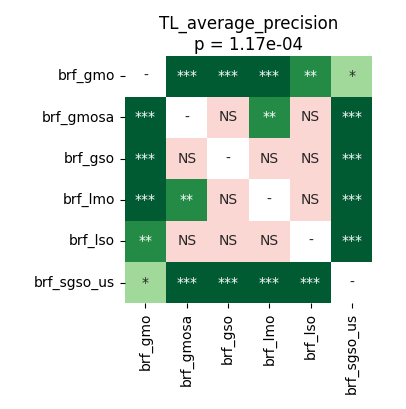 TL_average_precision
p = 1.17e-04
brf_gmo - *** *** *** ** *
brf_gmosa *** - NS ** NS ***
brf_gso *** NS - NS NS ***
brf_lmo *** ** NS - NS ***
brf_lso ** NS NS NS - ***
brf_sgso_us * *** *** *** *** -
brf_gmo
brf_gmosa
brf_gso
brf_lmo
brf_lso
brf_sgso_us